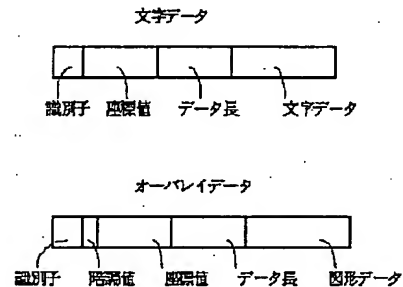 文字データ
識別子 座標値 データ長 文字データ
オーバレイデータ
識別子 階調値 座標値 データ長 図形データ